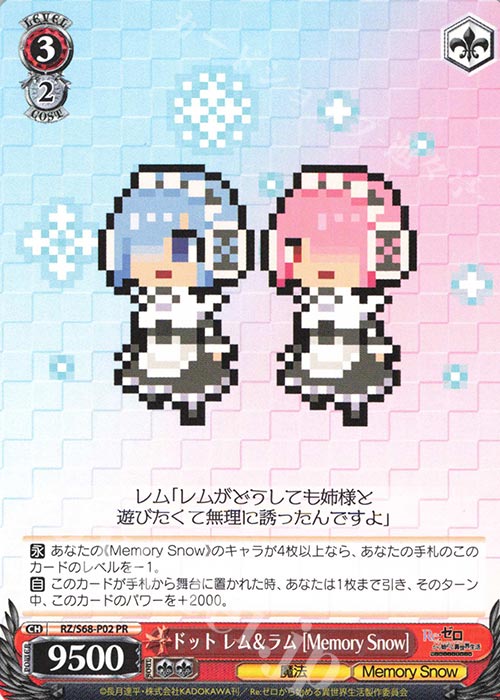 LEVEL
3
2
COST
レム「レムがどうしても姉様と
遊びたくて無理に誘ったんですよ」
永 あなたの《Memory Snow》のキャラが4枚以上なら、あなたの手札のこの
カードのレベルを－1。
自 このカードが手札から舞台に置かれた時、あなたは1枚まで引き、そのターン
中、このカードのパワーを＋2000。
CH RZ/S68-P02 PR
ドット レム＆ラム [Memory Snow]
Re:ゼロ
から始める異世界生活
POWER
9500
SOUL
魔法
Memory Snow
©長月達平・株式会社KADOKAWA刊／Re:ゼロから始める異世界生活製作委員会